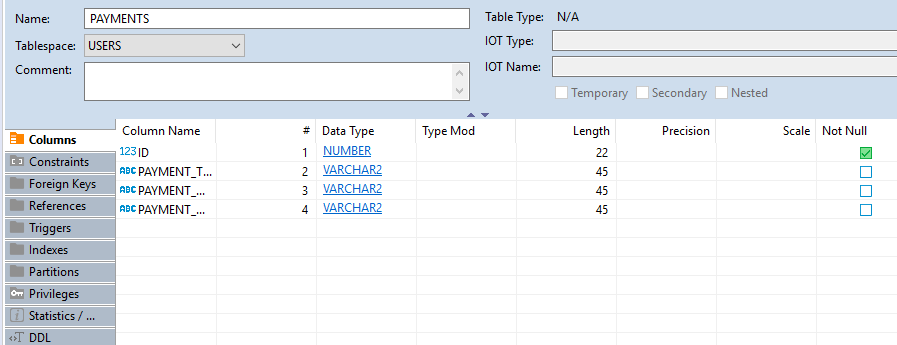 Name: PAYMENTS
Table Type: N/A
Tablespace: USERS
IOT Type:
Comment:
IOT Name:
Temporary Secondary Nested
Columns
Constraints
Foreign Keys
References
Triggers
Indexes
Partitions
Privileges
Statistics / ...
DDL
Column Name # Data Type Type Mod Length Precision Scale Not Null
123 ID 1 NUMBER 22
ABC PAYMENT_T... 2 VARCHAR2 45
ABC PAYMENT_... 3 VARCHAR2 45
ABC PAYMENT_... 4 VARCHAR2 45